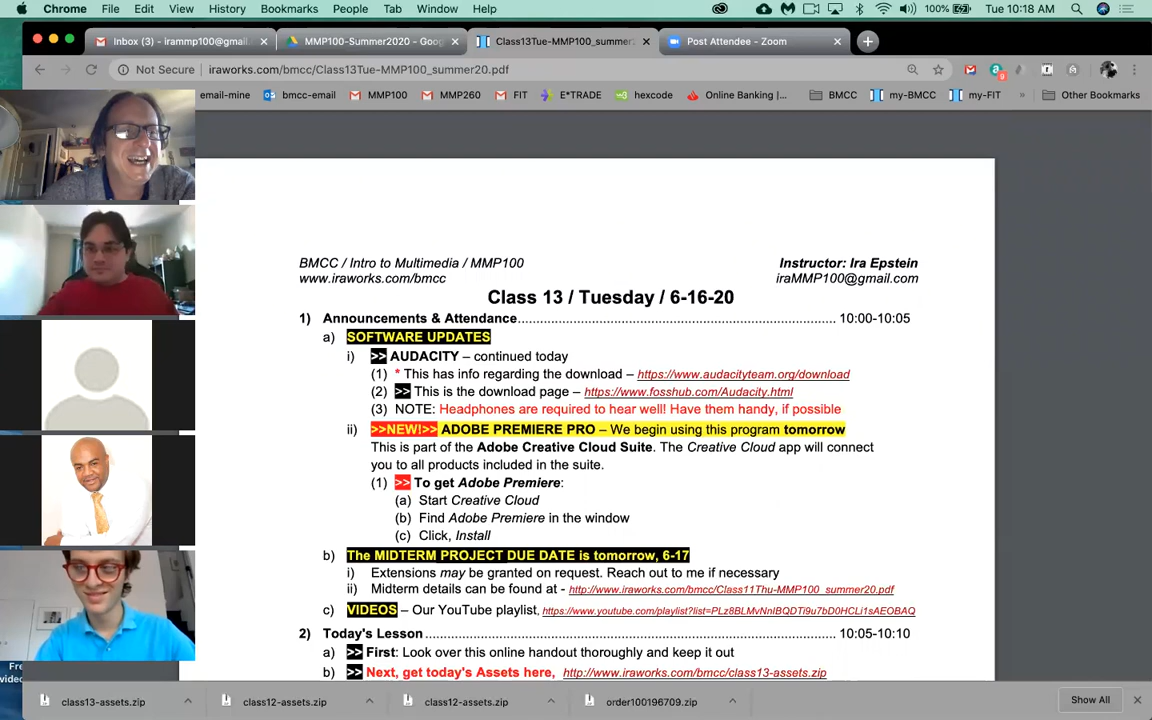 Chrome File Edit View History Bookmarks People Tab Window Help 100% Tue 10:18 AM
Inbox (3) - irammp100@gmail. MMP100-Summer2020 - Goo Class13Tue-MMP100_summer2 Post Attendee - Zoom
Not Secure iraworks.com/bmcc/Class13Tue-MMP100_summer20.pdf
email-mine bmcc-email MMP100 MMP260 FIT E*TRADE hexcode Online Banking |... BMCC my-BMCC my-FIT » Other Bookmarks
BMCC / Intro to Multimedia / MMP100 Instructor: Ira Epstein
www.iraworks.com/bmcc iraMMP100@gmail.com
Class 13 / Tuesday / 6-16-20
1) Announcements & Attendance 10:00-10:05
a) SOFTWARE UPDATES
i) >> AUDACITY – continued today
(1) * This has info regarding the download – https://www.audacityteam.org/download
(2) >> This is the download page – https://www.fosshub.com/Audacity.html
(3) NOTE: Headphones are required to hear well! Have them handy, if possible
ii) >>NEW!>> ADOBE PREMIERE PRO – We begin using this program tomorrow
This is part of the Adobe Creative Cloud Suite. The Creative Cloud app will connect
you to all products included in the suite.
(1) >> To get Adobe Premiere:
(a) Start Creative Cloud
(b) Find Adobe Premiere in the window
(c) Click, Install
b) The MIDTERM PROJECT DUE DATE is tomorrow, 6-17
i) Extensions may be granted on request. Reach out to me if necessary
ii) Midterm details can be found at - http://www.iraworks.com/bmcc/Class11Thu-MMP100_summer20.pdf
c) VIDEOS – Our YouTube playlist, https://www.youtube.com/playlist?list=PLz8BLMvNnIBQDTi9u7bD0HCLi1sAEOBAQ
2) Today's Lesson 10:05-10:10
a) >> First: Look over this online handout thoroughly and keep it out
b) >> Next, get today's Assets here, http://www.iraworks.com/bmcc/class13-assets.zip
Fre
video
class13-assets.zip class12-assets.zip class12-assets.zip order100196709.zip Show All